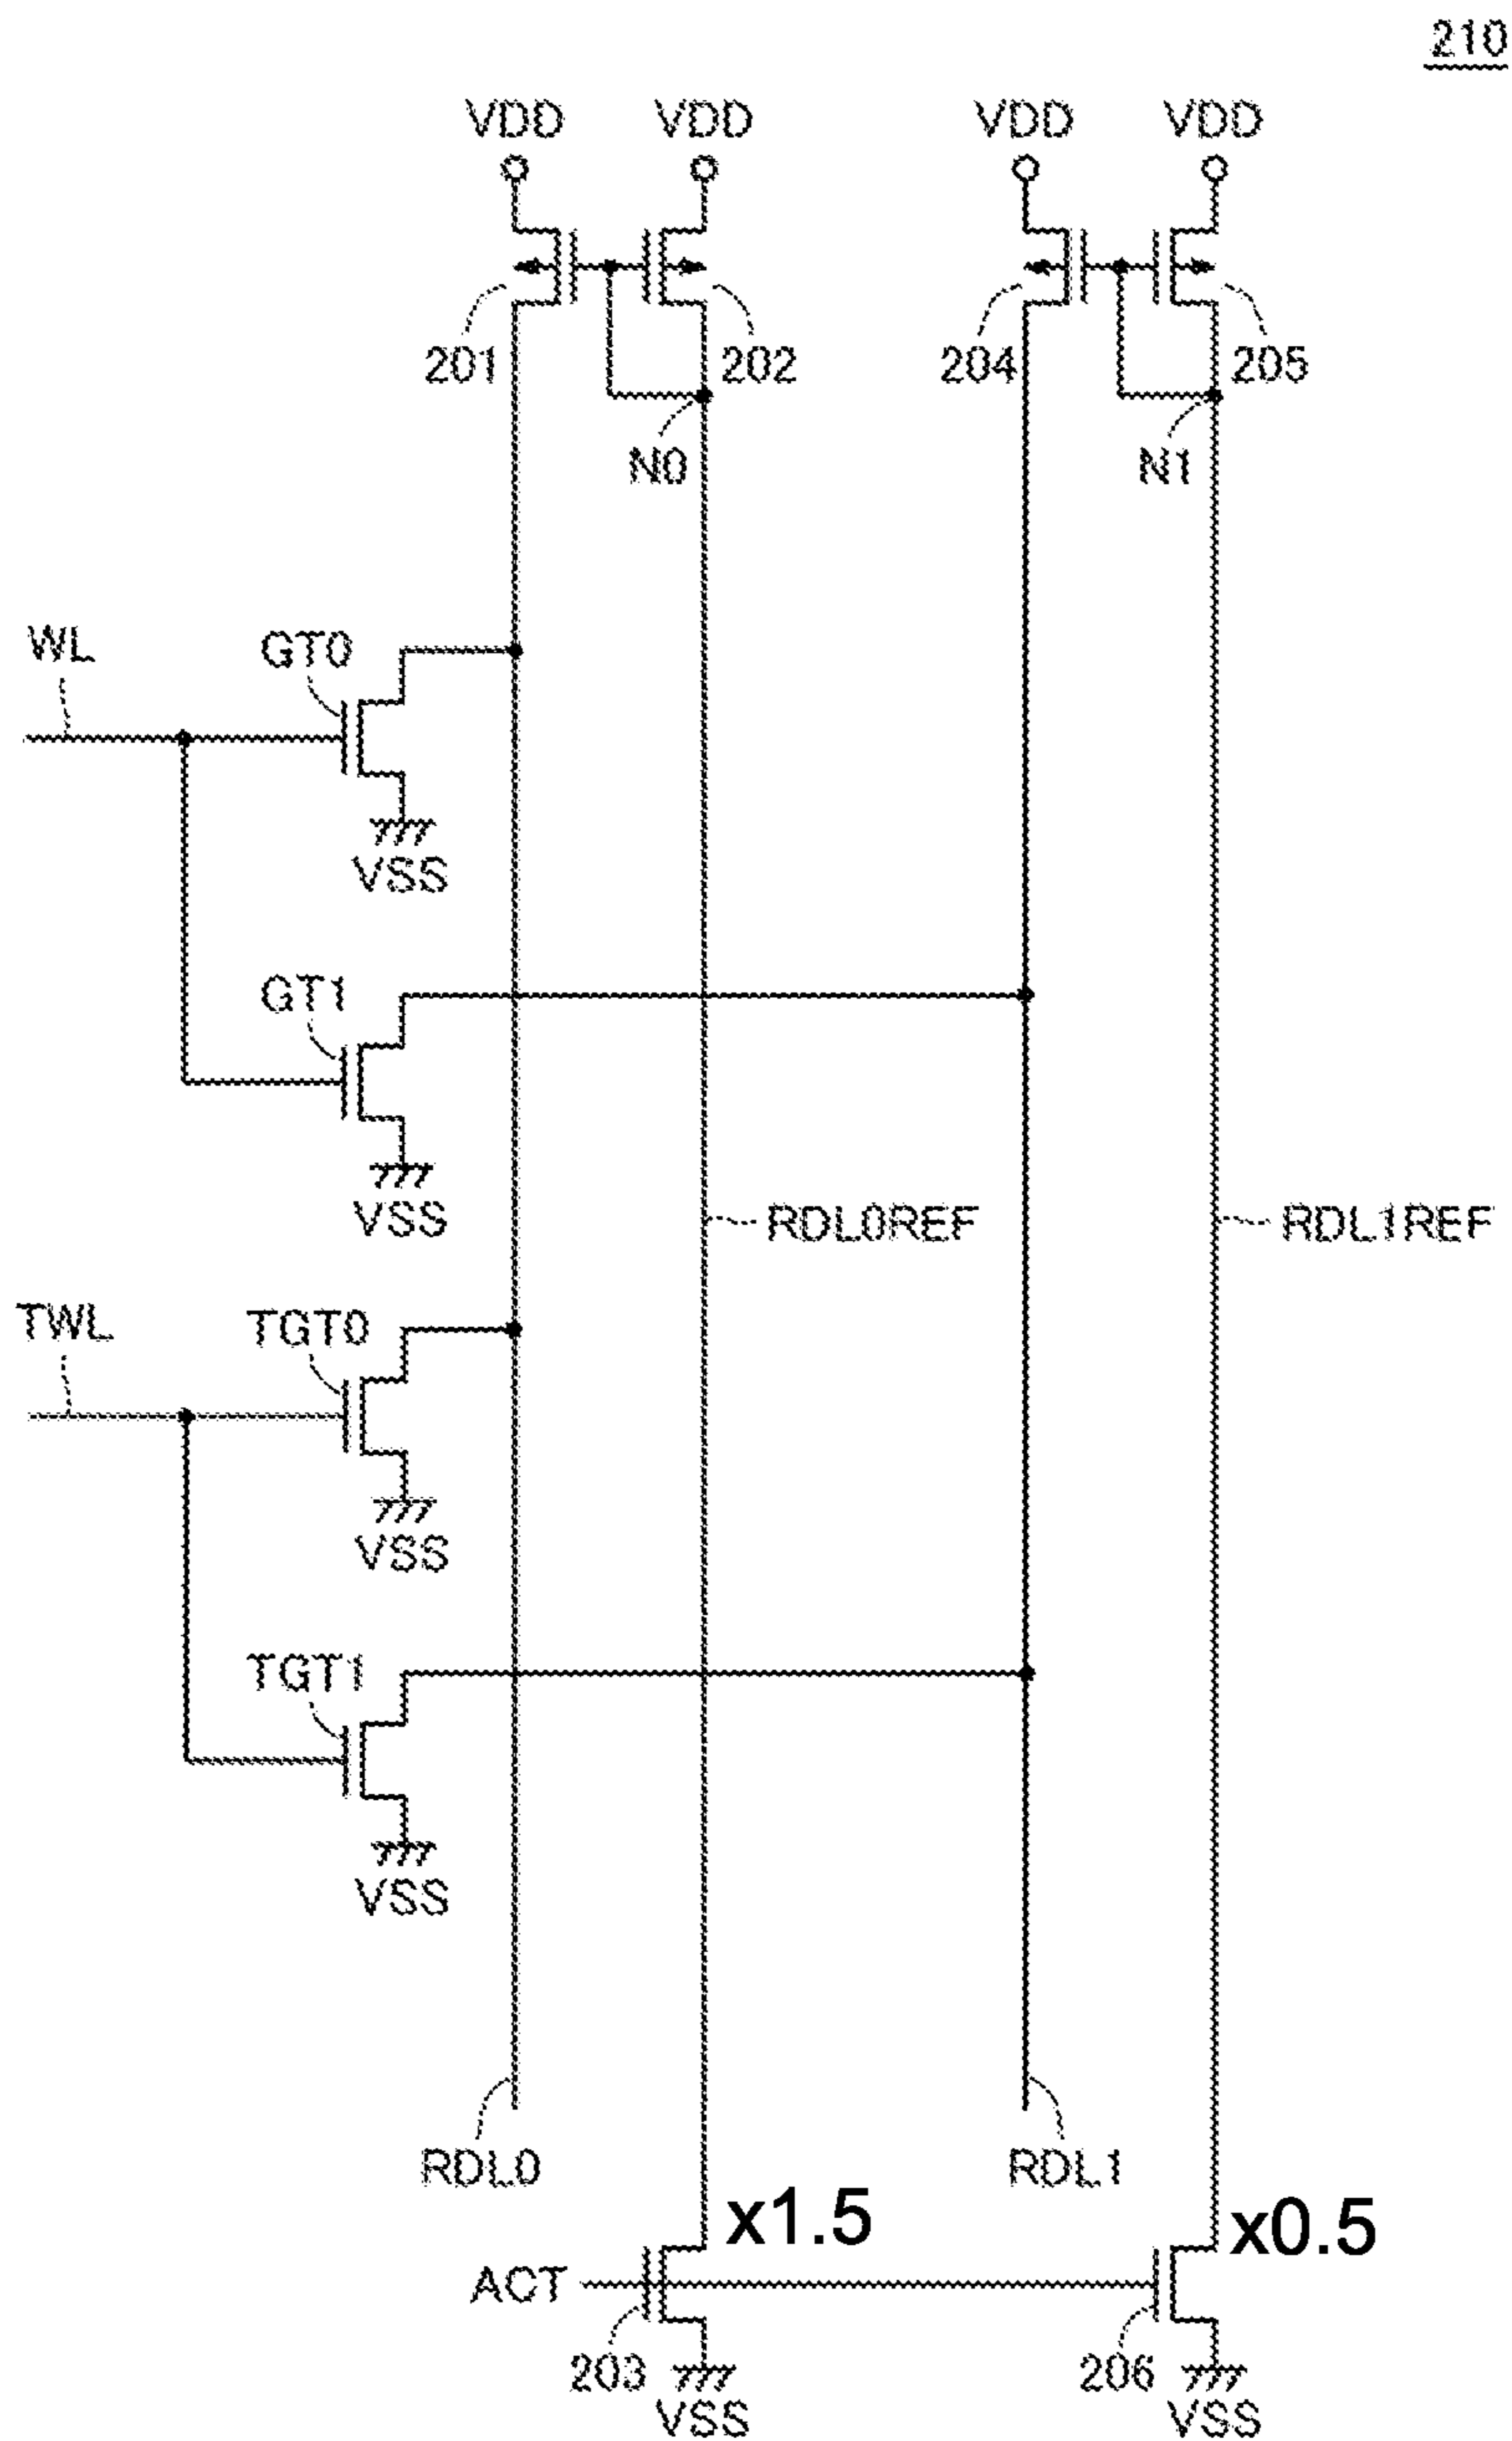 210
VDD VDD VDD VDD
201 202 204 205
N0 N1
WL GT0
VSS
GT1
VSS
RDL0REF RDL1REF
TWL TGT0
VSS
TGT1
VSS
RDL0 RDL1
x1.5 x0.5
ACT
203 206
VSS VSS